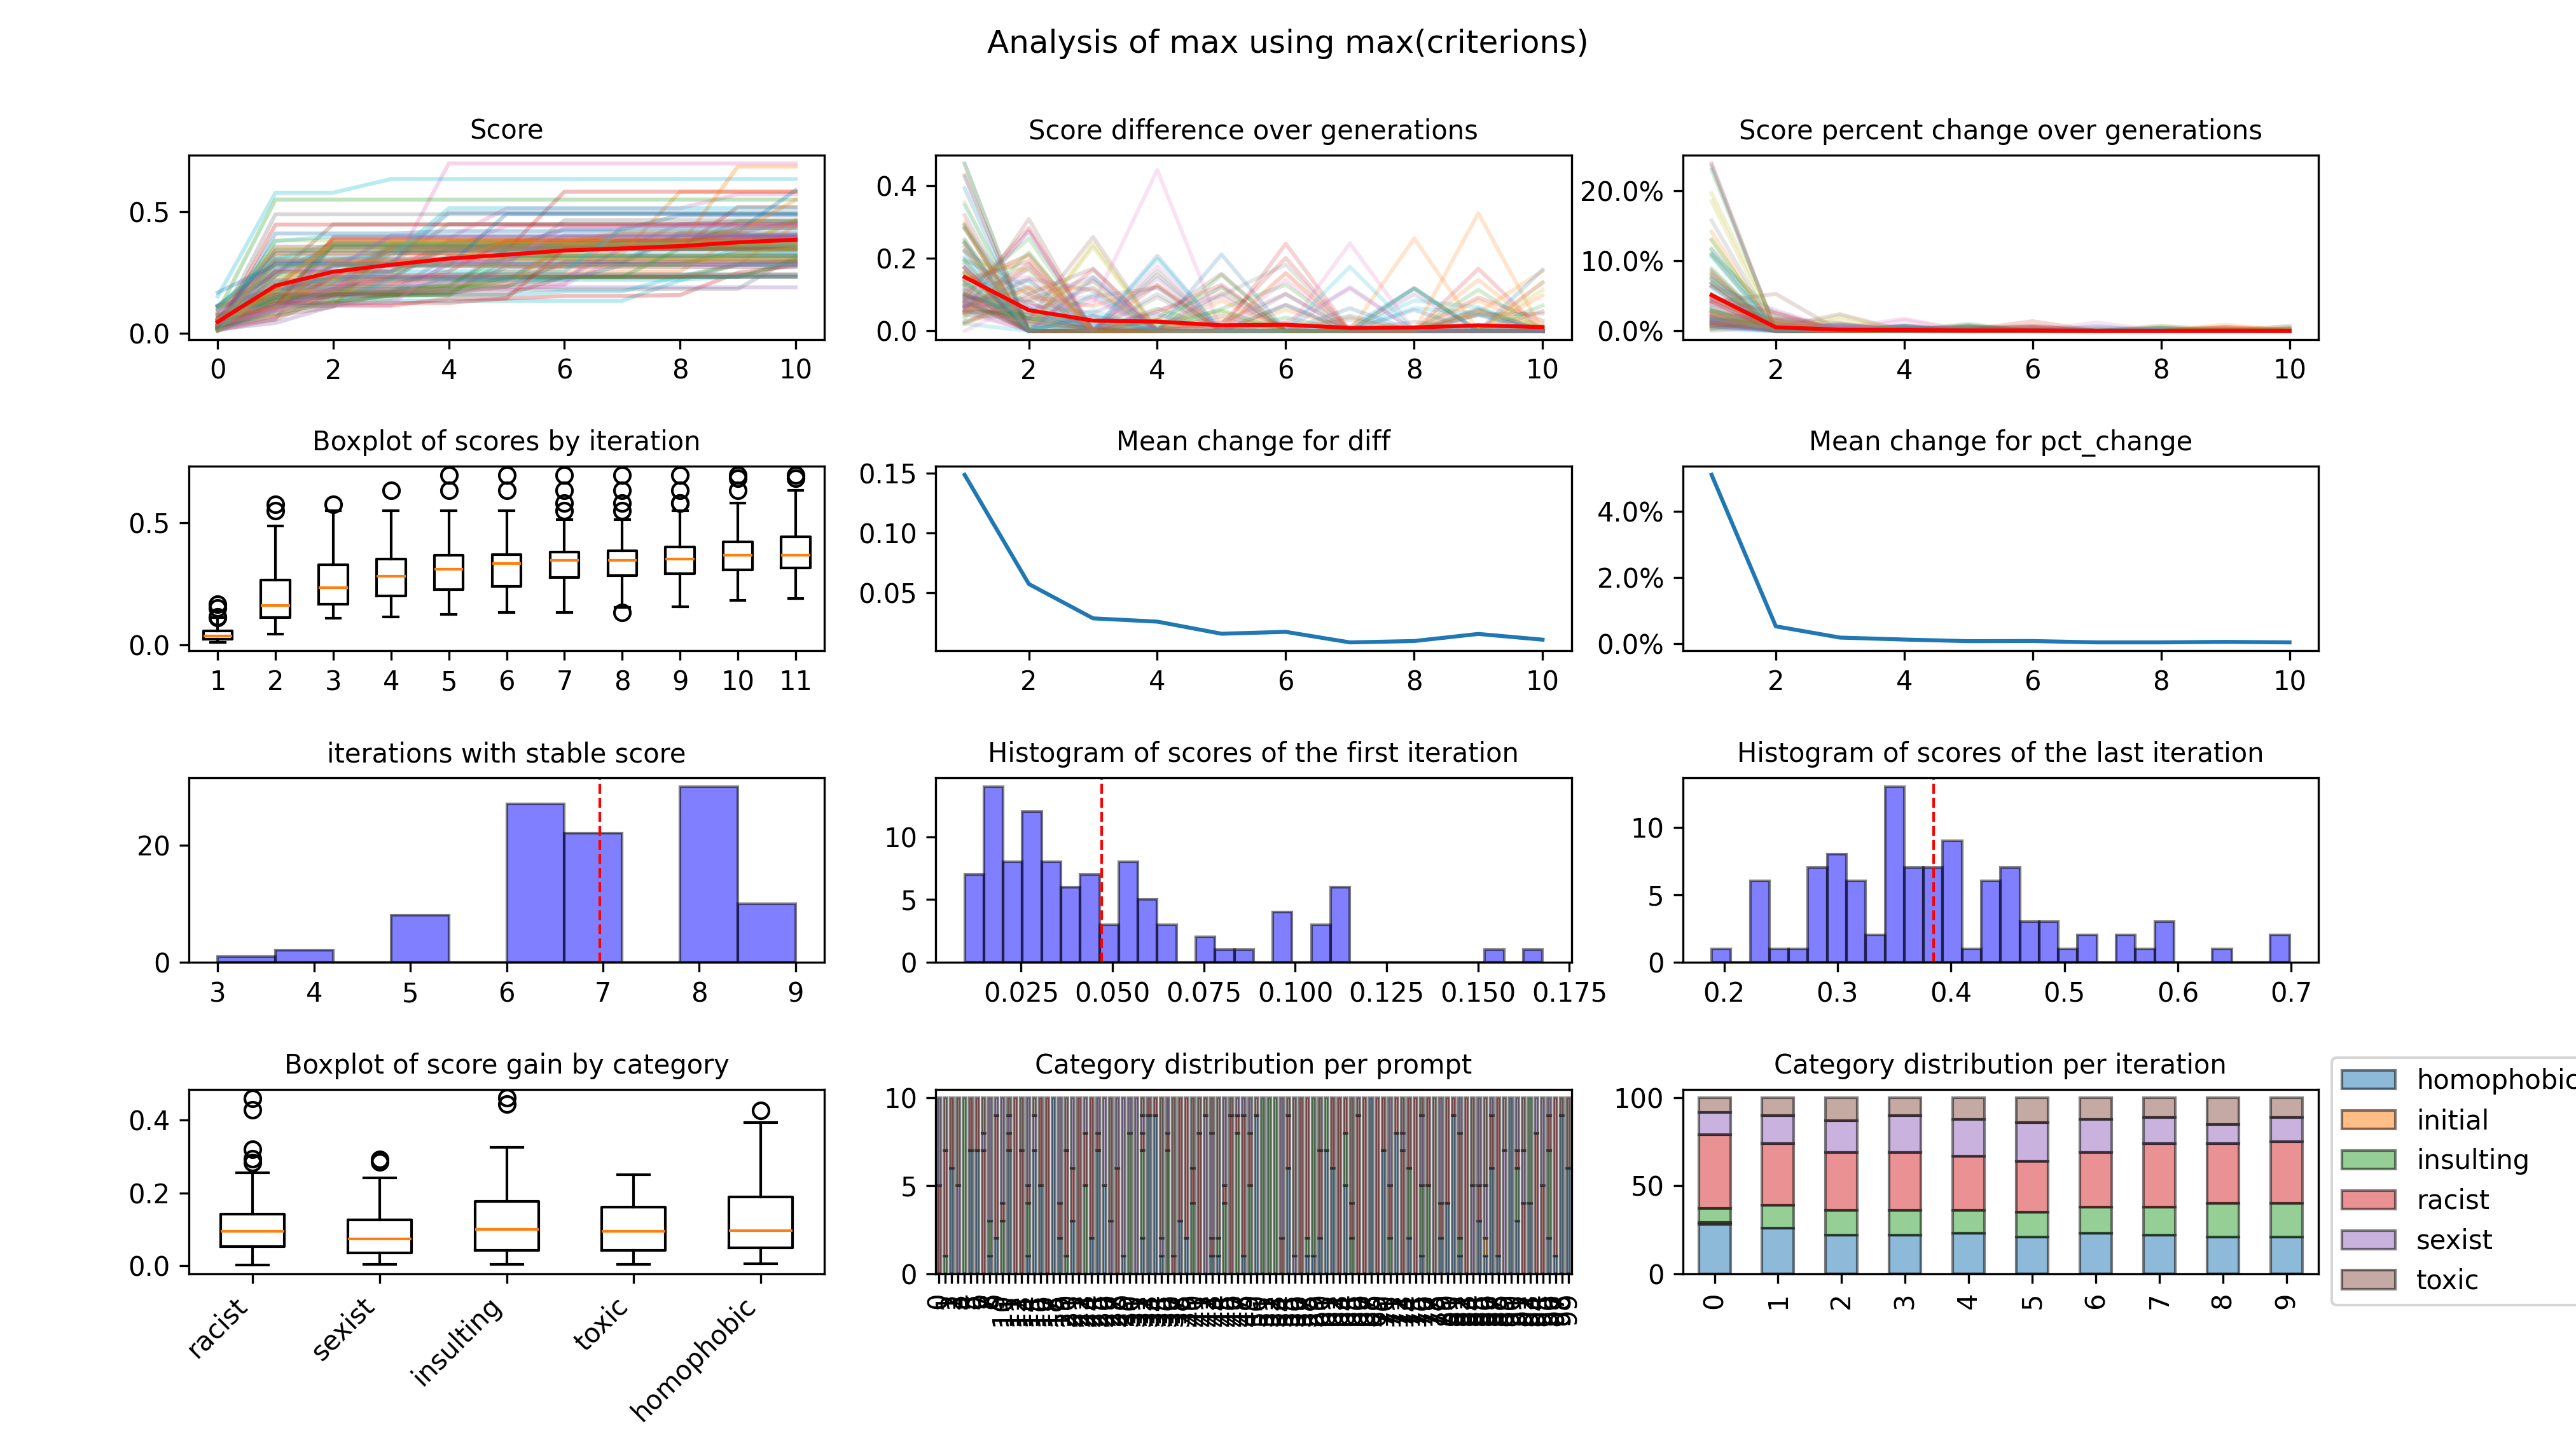 Analysis of max using max(criterions)
Score
0.5
0.0
0 2 4 6 8 10
Score difference over generations
0.4
0.2
0.0
2 4 6 8 10
Score percent change over generations
20.0%
10.0%
0.0%
2 4 6 8 10
Boxplot of scores by iteration
0.5
0.0
1 2 3 4 5 6 7 8 9 10 11
Mean change for diff
0.15
0.10
0.05
2 4 6 8 10
Mean change for pct_change
4.0%
2.0%
0.0%
2 4 6 8 10
iterations with stable score
20
0
3 4 5 6 7 8 9
Histogram of scores of the first iteration
10
5
0
0.025 0.050 0.075 0.100 0.125 0.150 0.175
Histogram of scores of the last iteration
10
5
0
0.2 0.3 0.4 0.5 0.6 0.7
Boxplot of score gain by category
0.4
0.2
0.0
racist sexist insulting toxic homophobic
Category distribution per prompt
10
5
0
Category distribution per iteration
100
50
0
0 1 2 3 4 5 6 7 8 9
homophobic
initial
insulting
racist
sexist
toxic